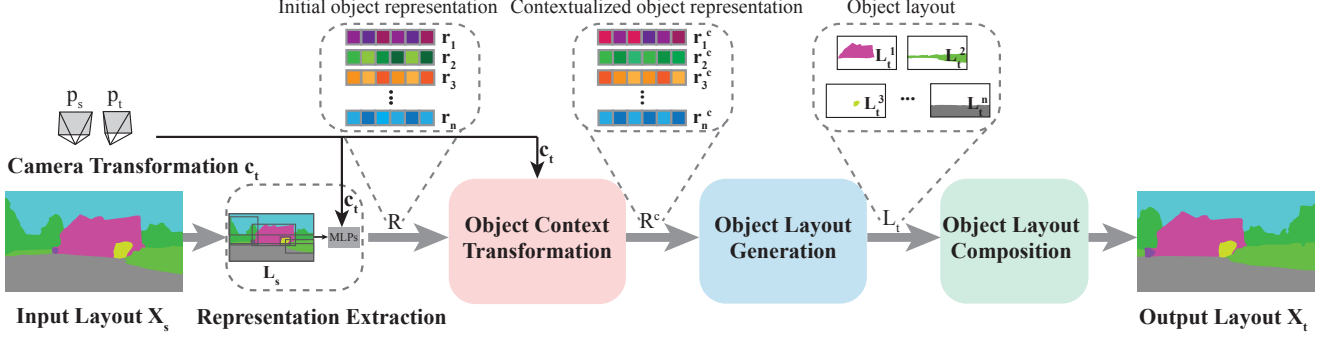 Initial object representation
Contextualized object representation
Object layout
r_1
r_2
r_3
r_n
r_1^c
r_2^c
r_3^c
r_n^c
L_t^1
L_t^2
L_t^3
...
L_t^n
p_s p_t
Camera Transformation c_t
c_t
c_t
MLPs
L_s
R
Object Context
Transformation
R^c
Object Layout
Generation
L_t
Object Layout
Composition
Input Layout X_s
Representation Extraction
Output Layout X_t